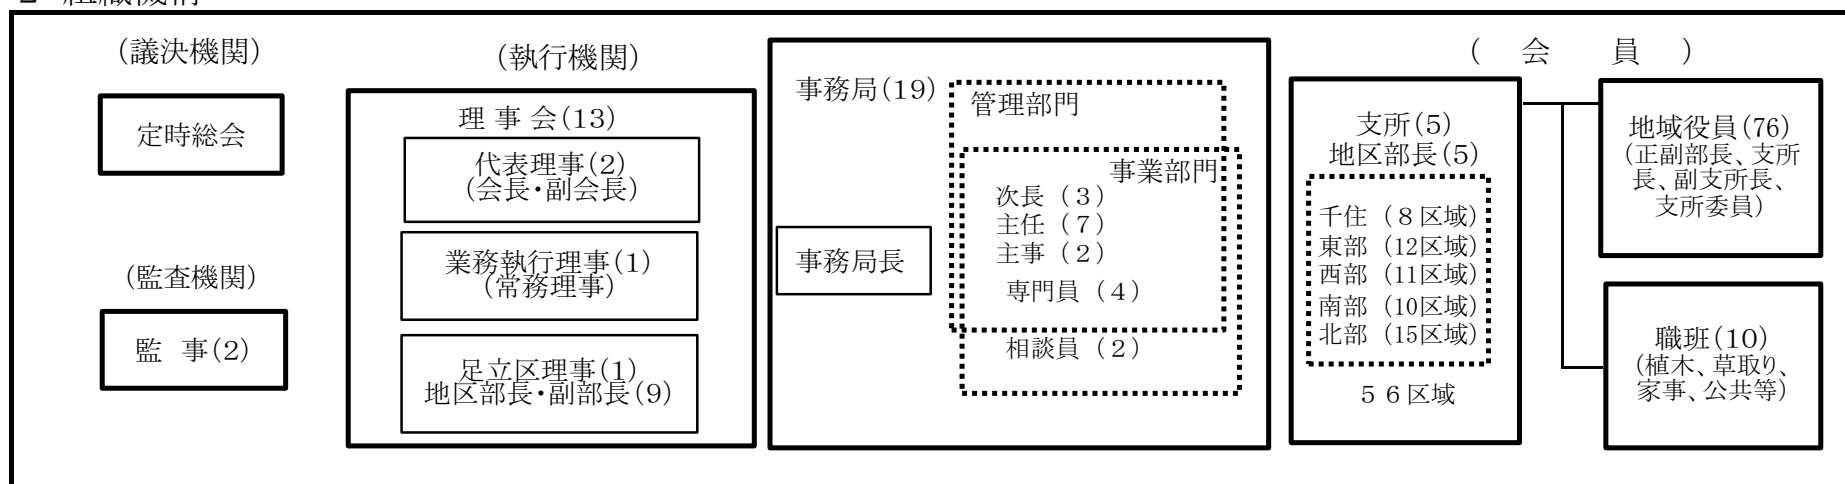 2 組織機構
(議決機関)
定時総会
(監査機関)
監 事(2)
(執行機関)
理 事 会(13)
代表理事(2)
(会長・副会長)
業務執行理事(1)
(常務理事)
足立区理事(1)
地区部長・副部長(9)
事務局(19)
事務局長
管理部門
事業部門
次長 (3)
主任 (7)
主事 (2)
専門員 (4)
相談員 (2)
( 会 員 )
支所(5)
地区部長(5)
千住 (8区域)
東部 (12区域)
西部 (11区域)
南部 (10区域)
北部 (15区域)
56区域
地域役員(76)
(正副部長、支所
長、副支所長、
支所委員)
職班(10)
(植木、草取り、
家事、公共等)